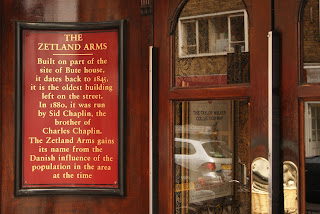 THE
ZETLAND ARMS
Built on part of the
site of Bute house,
it dates back to 1845,
it is the oldest building
left on the street.
In 1880, it was run
by Sid Chaplin, the
brother of
Charles Chaplin.
The Zetland Arms gains
its name from the
Danish influence of the
population in the area
at the time